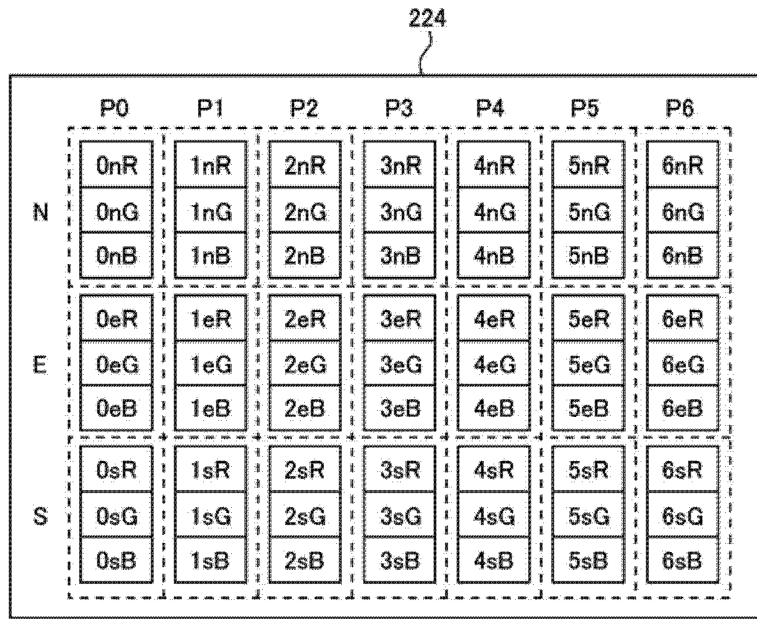 224
P0 P1 P2 P3 P4 P5 P6
0nR 1nR 2nR 3nR 4nR 5nR 6nR
N 0nG 1nG 2nG 3nG 4nG 5nG 6nG
0nB 1nB 2nB 3nB 4nB 5nB 6nB
0eR 1eR 2eR 3eR 4eR 5eR 6eR
E 0eG 1eG 2eG 3eG 4eG 5eG 6eG
0eB 1eB 2eB 3eB 4eB 5eB 6eB
0sR 1sR 2sR 3sR 4sR 5sR 6sR
S 0sG 1sG 2sG 3sG 4sG 5sG 6sG
0sB 1sB 2sB 3sB 4sB 5sB 6sB